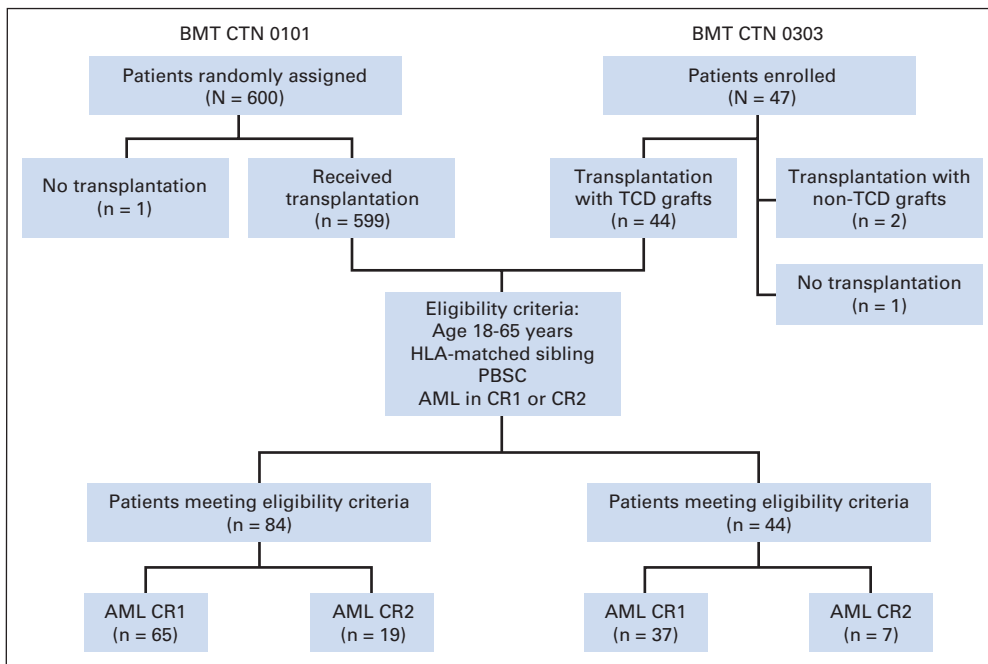 BMT CTN 0101
BMT CTN 0303
Patients randomly assigned
(N = 600)
Patients enrolled
(N = 47)
No transplantation
(n = 1)
Received
transplantation
(n = 599)
Transplantation
with TCD grafts
(n = 44)
Transplantation with
non-TCD grafts
(n = 2)
No transplantation
(n = 1)
Eligibility criteria:
Age 18-65 years
HLA-matched sibling
PBSC
AML in CR1 or CR2
Patients meeting eligibility criteria
(n = 84)
Patients meeting eligibility criteria
(n = 44)
AML CR1
(n = 65)
AML CR2
(n = 19)
AML CR1
(n = 37)
AML CR2
(n = 7)